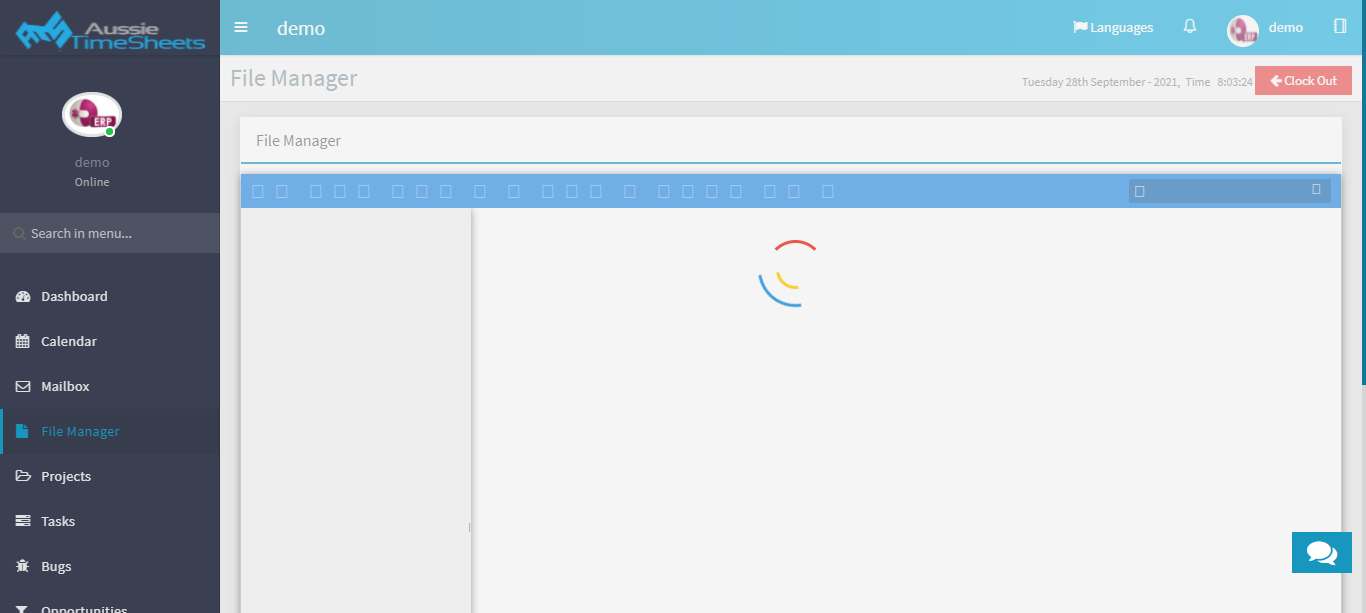 Aussie
TimeSheets
demo
Languages
demo
File Manager
Tuesday 28th September - 2021, Time 8:03:24
Clock Out
ERP
demo
Online
Search in menu...
File Manager
Dashboard
Calendar
Mailbox
File Manager
Projects
Tasks
Bugs
Opportunities